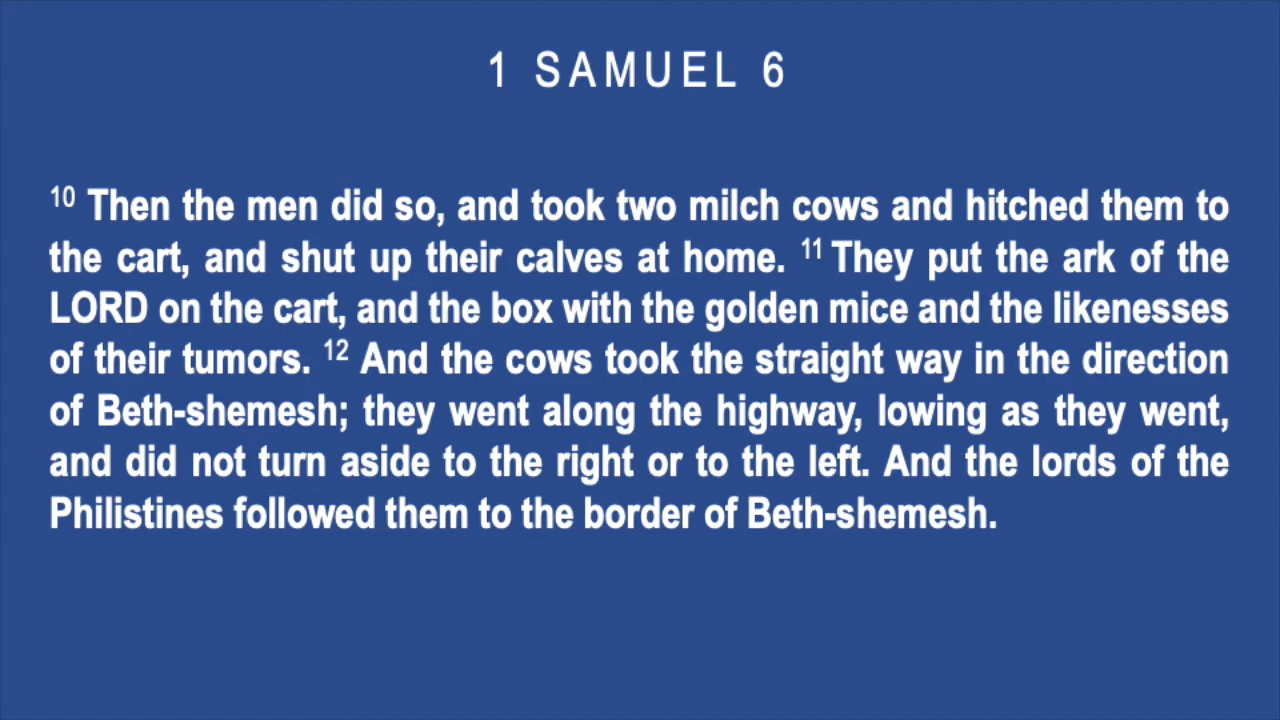 1 SAMUEL 6
10 Then the men did so, and took two milch cows and hitched them to
the cart, and shut up their calves at home. 11 They put the ark of the
LORD on the cart, and the box with the golden mice and the likenesses
of their tumors. 12 And the cows took the straight way in the direction
of Beth-shemesh; they went along the highway, lowing as they went,
and did not turn aside to the right or to the left. And the lords of the
Philistines followed them to the border of Beth-shemesh.